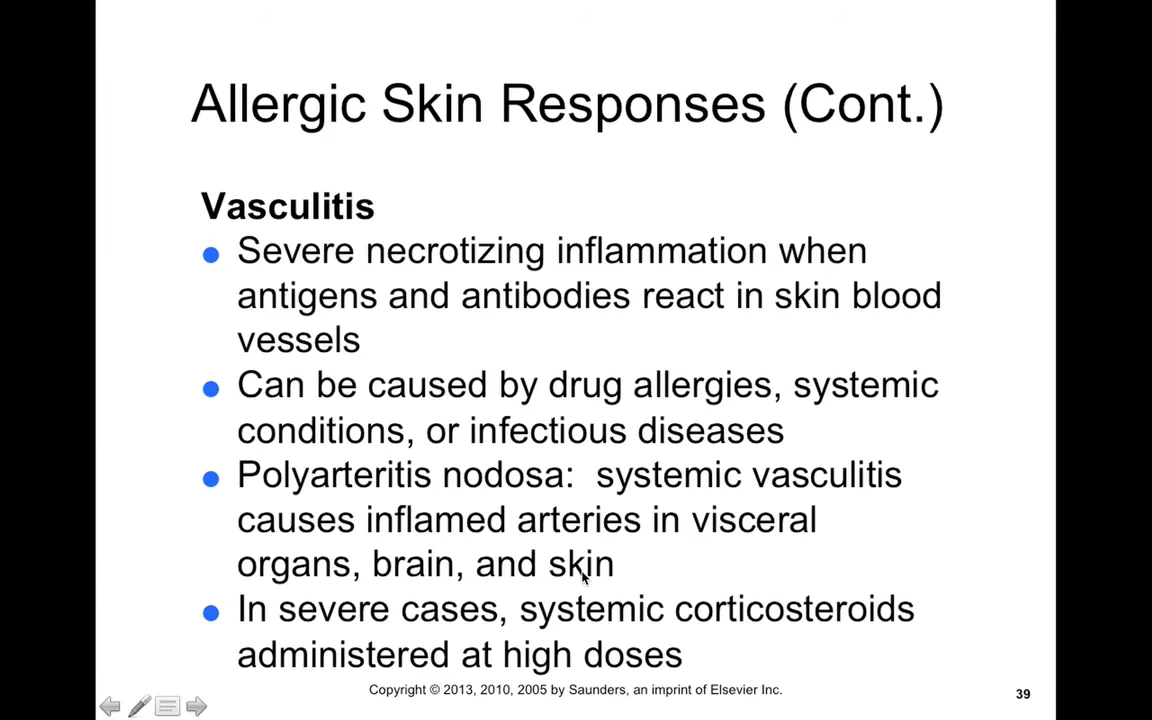 Allergic Skin Responses (Cont.)
Vasculitis
● Severe necrotizing inflammation when
antigens and antibodies react in skin blood
vessels
● Can be caused by drug allergies, systemic
conditions, or infectious diseases
● Polyarteritis nodosa:  systemic vasculitis
causes inflamed arteries in visceral
organs, brain, and skin
● In severe cases, systemic corticosteroids
administered at high doses
Copyright © 2013, 2010, 2005 by Saunders, an imprint of Elsevier Inc.
39